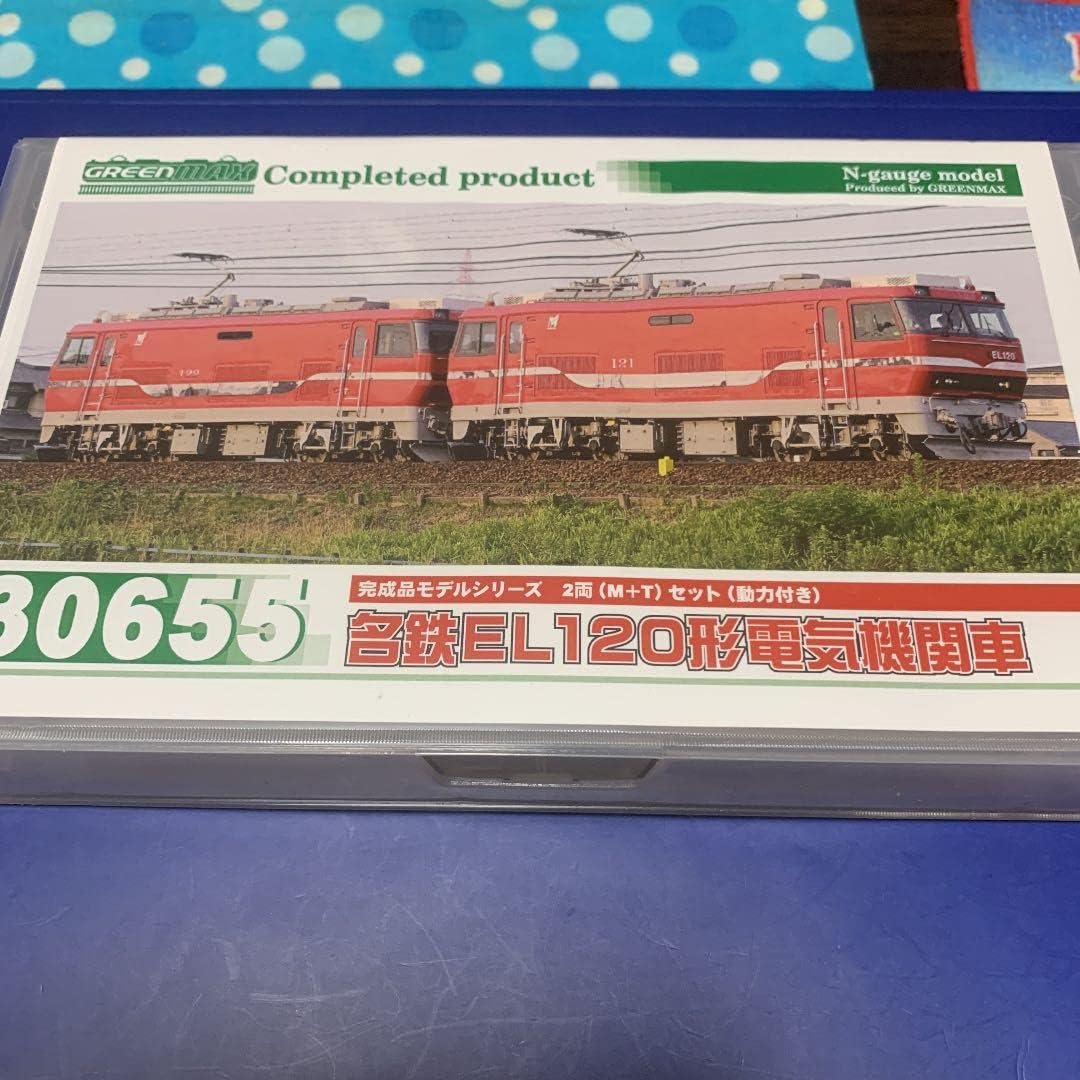 GREENMAX Completed product
N-gauge model
Produced by GREENMAX
122
121
EL120
30655
完成品モデルシリーズ 2両(M+T)セット(動力付き)
名鉄EL120形電気機関車